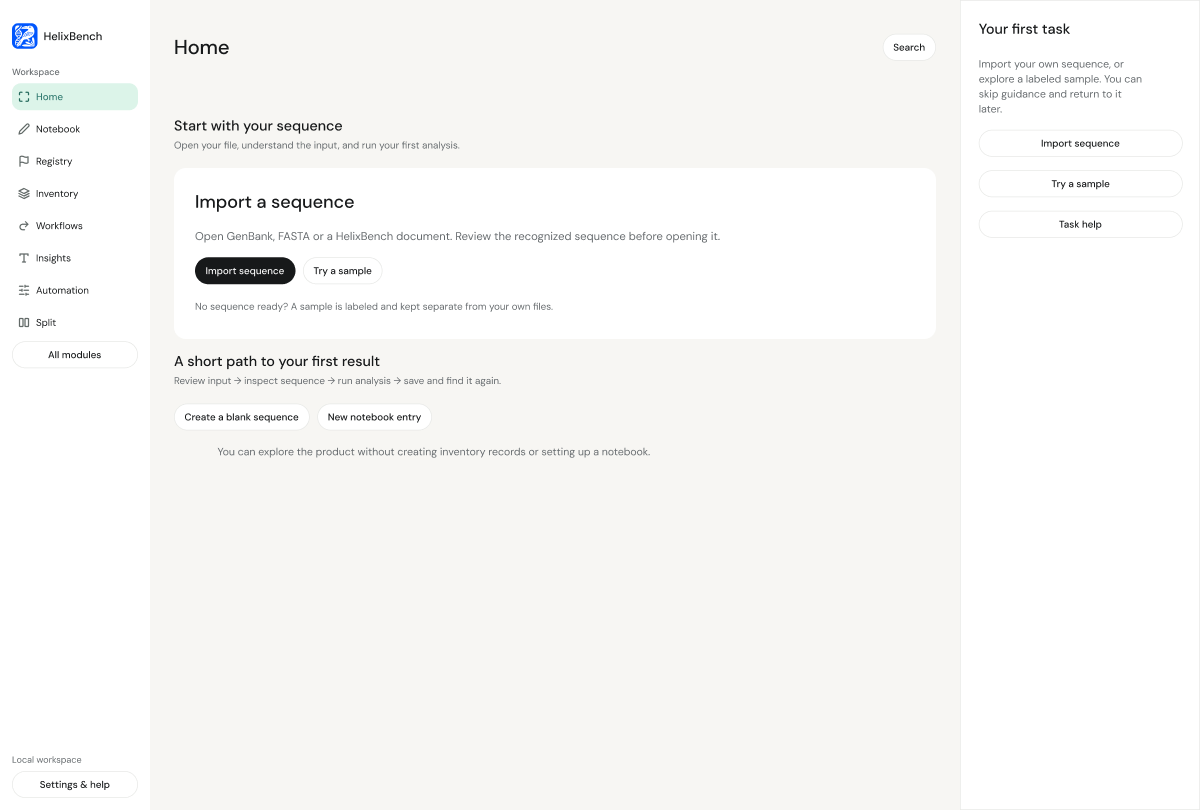 HelixBench
Workspace
Home
Notebook
Registry
Inventory
Workflows
Insights
Automation
Split
All modules
Local workspace
Settings & help
Home
Search
Start with your sequence
Open your file, understand the input, and run your first analysis.
Import a sequence
Open GenBank, FASTA or a HelixBench document. Review the recognized sequence before opening it.
Import sequence
Try a sample
No sequence ready? A sample is labeled and kept separate from your own files.
A short path to your first result
Review input → inspect sequence → run analysis → save and find it again.
Create a blank sequence
New notebook entry
You can explore the product without creating inventory records or setting up a notebook.
Your first task
Import your own sequence, or
explore a labeled sample. You can
skip guidance and return to it
later.
Import sequence
Try a sample
Task help